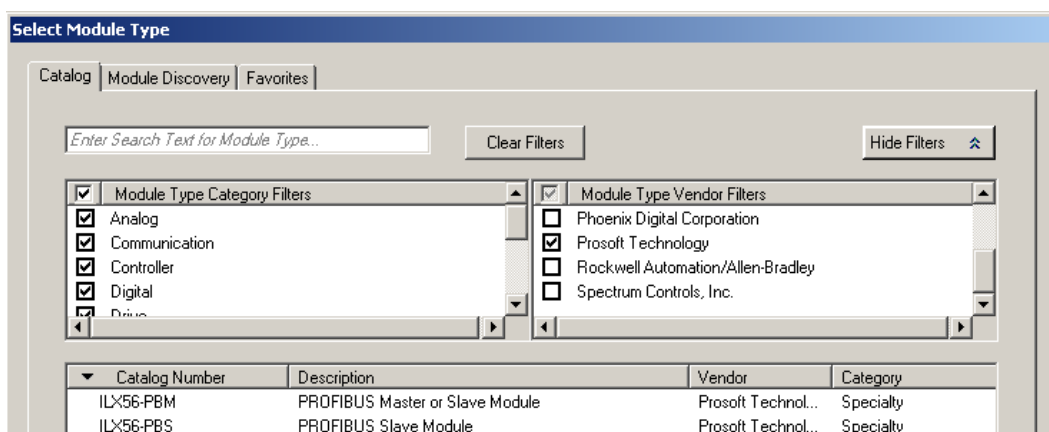 Select Module Type
Catalog Module Discovery Favorites
Enter Search Text for Module Type...
Clear Filters
Hide Filters
Module Type Category Filters
Analog
Communication
Controller
Digital
Drive
Module Type Vendor Filters
Phoenix Digital Corporation
Prosoft Technology
Rockwell Automation/Allen-Bradley
Spectrum Controls, Inc.
Catalog Number Description Vendor Category
ILX56-PBM PROFIBUS Master or Slave Module Prosoft Technol... Specialty
ILX56-PBS PROFIBUS Slave Module Prosoft Technol... Specialty